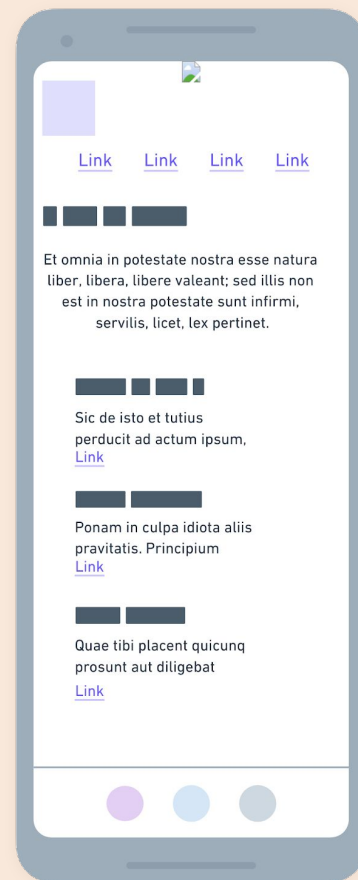 Link Link Link Link
Et omnia in potestate nostra esse natura
liber, libera, libere valeant; sed illis non
est in nostra potestate sunt infirmi,
servilis, licet, lex pertinet.
Sic de isto et tutius
perducit ad actum ipsum,
Link
Ponam in culpa idiota aliis
pravitatis. Principium
Link
Quae tibi placent quicunq
prosunt aut diligebat
Link